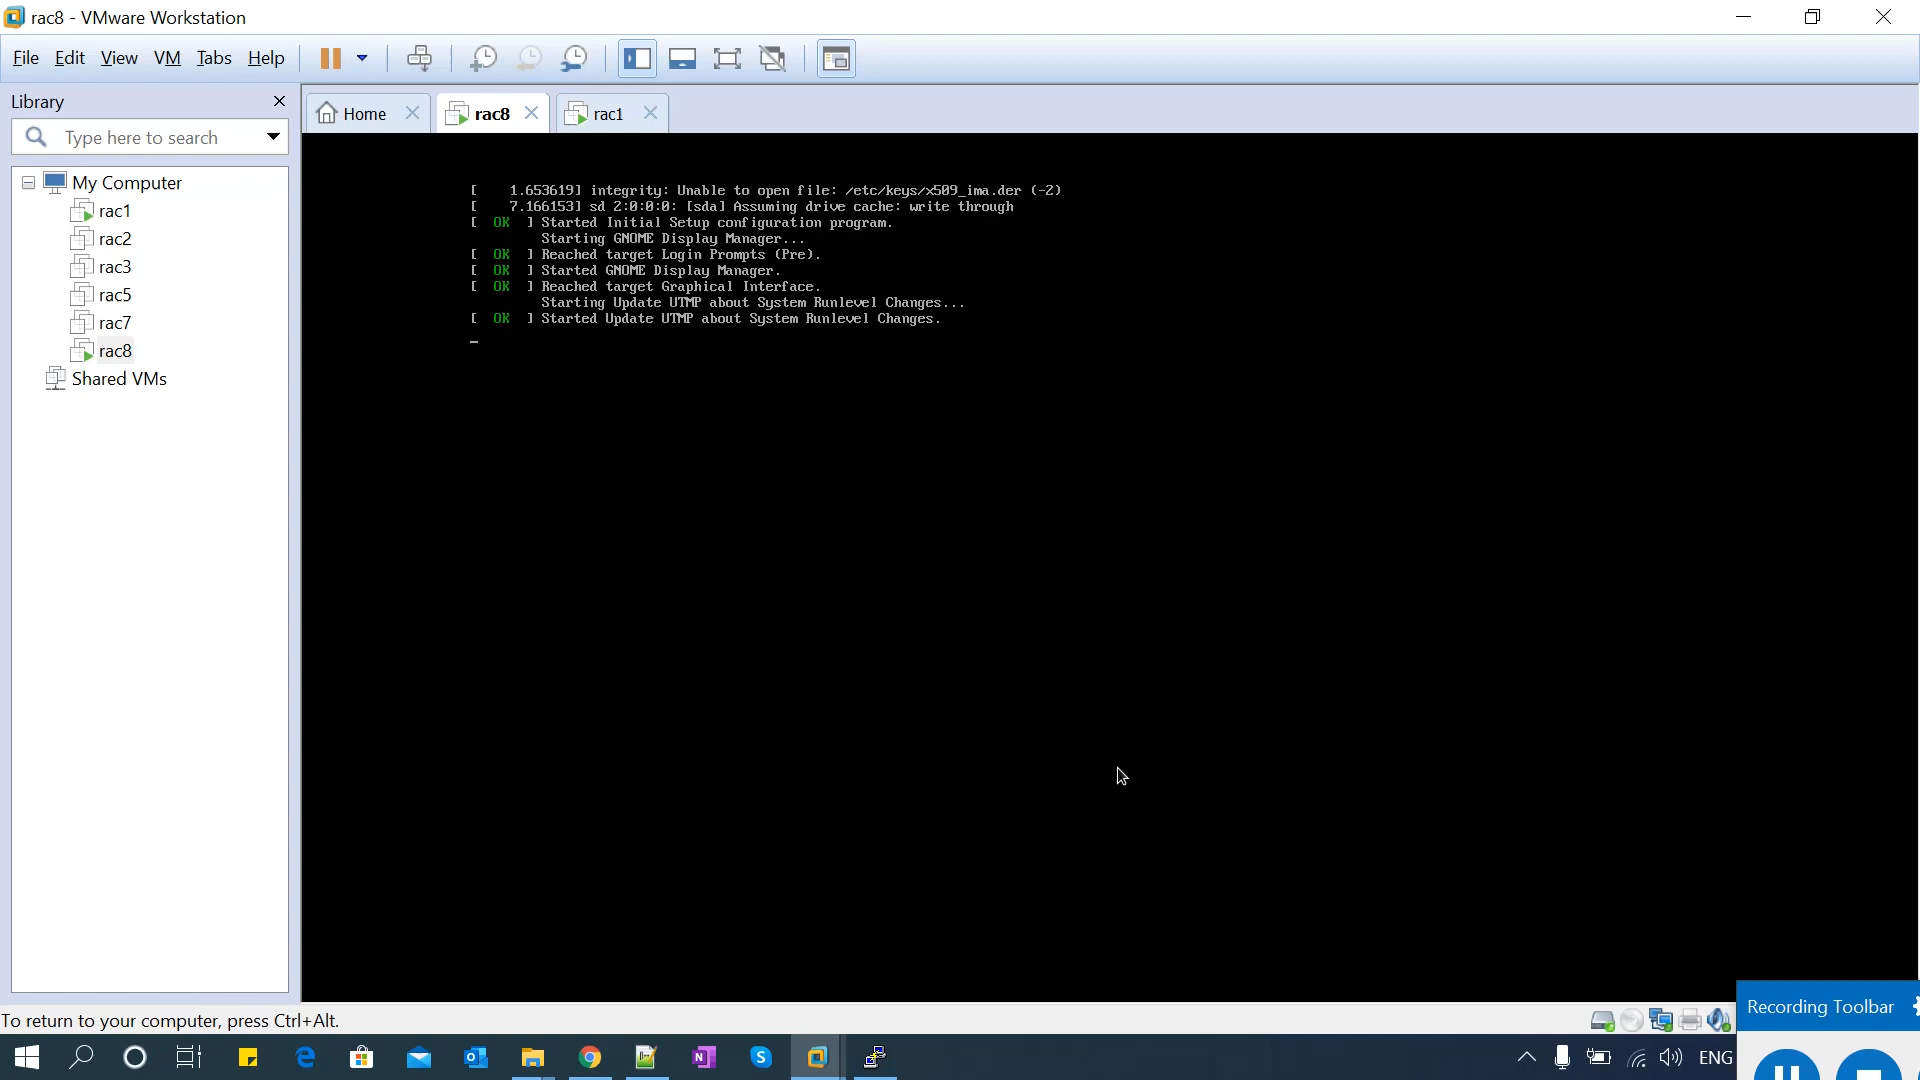 rac8 - VMware Workstation
File Edit View VM Tabs Help
Library
Home
rac8
rac1
Type here to search
My Computer
rac1
rac2
rac3
rac5
rac7
rac8
Shared VMs
[    1.653619] integrity: Unable to open file: /etc/keys/x509_ima.der (-2)
[    7.166153] sd 2:0:0:0: [sda] Assuming drive cache: write through
[  OK  ] Started Initial Setup configuration program.
Starting GNOME Display Manager...
[  OK  ] Reached target Login Prompts (Pre).
[  OK  ] Started GNOME Display Manager.
[  OK  ] Reached target Graphical Interface.
Starting Update UTMP about System Runlevel Changes...
[  OK  ] Started Update UTMP about System Runlevel Changes.
_
To return to your computer, press Ctrl+Alt.
Recording Toolbar
ENG